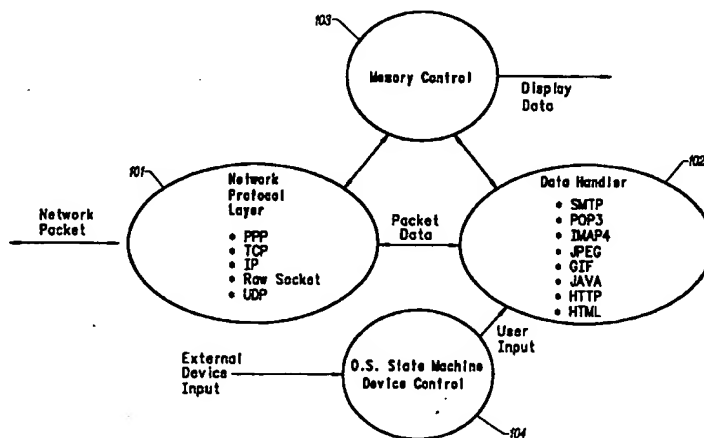 103
Memory Control
Display
Data
101
Network
Protocol
Layer
• PPP
• TCP
• IP
• Raw Socket
• UDP
Network
Packet
Packet
Data
102
Data Handler
• SMTP
• POP3
• IMAP4
• JPEG
• GIF
• JAVA
• HTTP
• HTML
User
Input
External
Device
Input
O.S. State Machine
Device Control
104